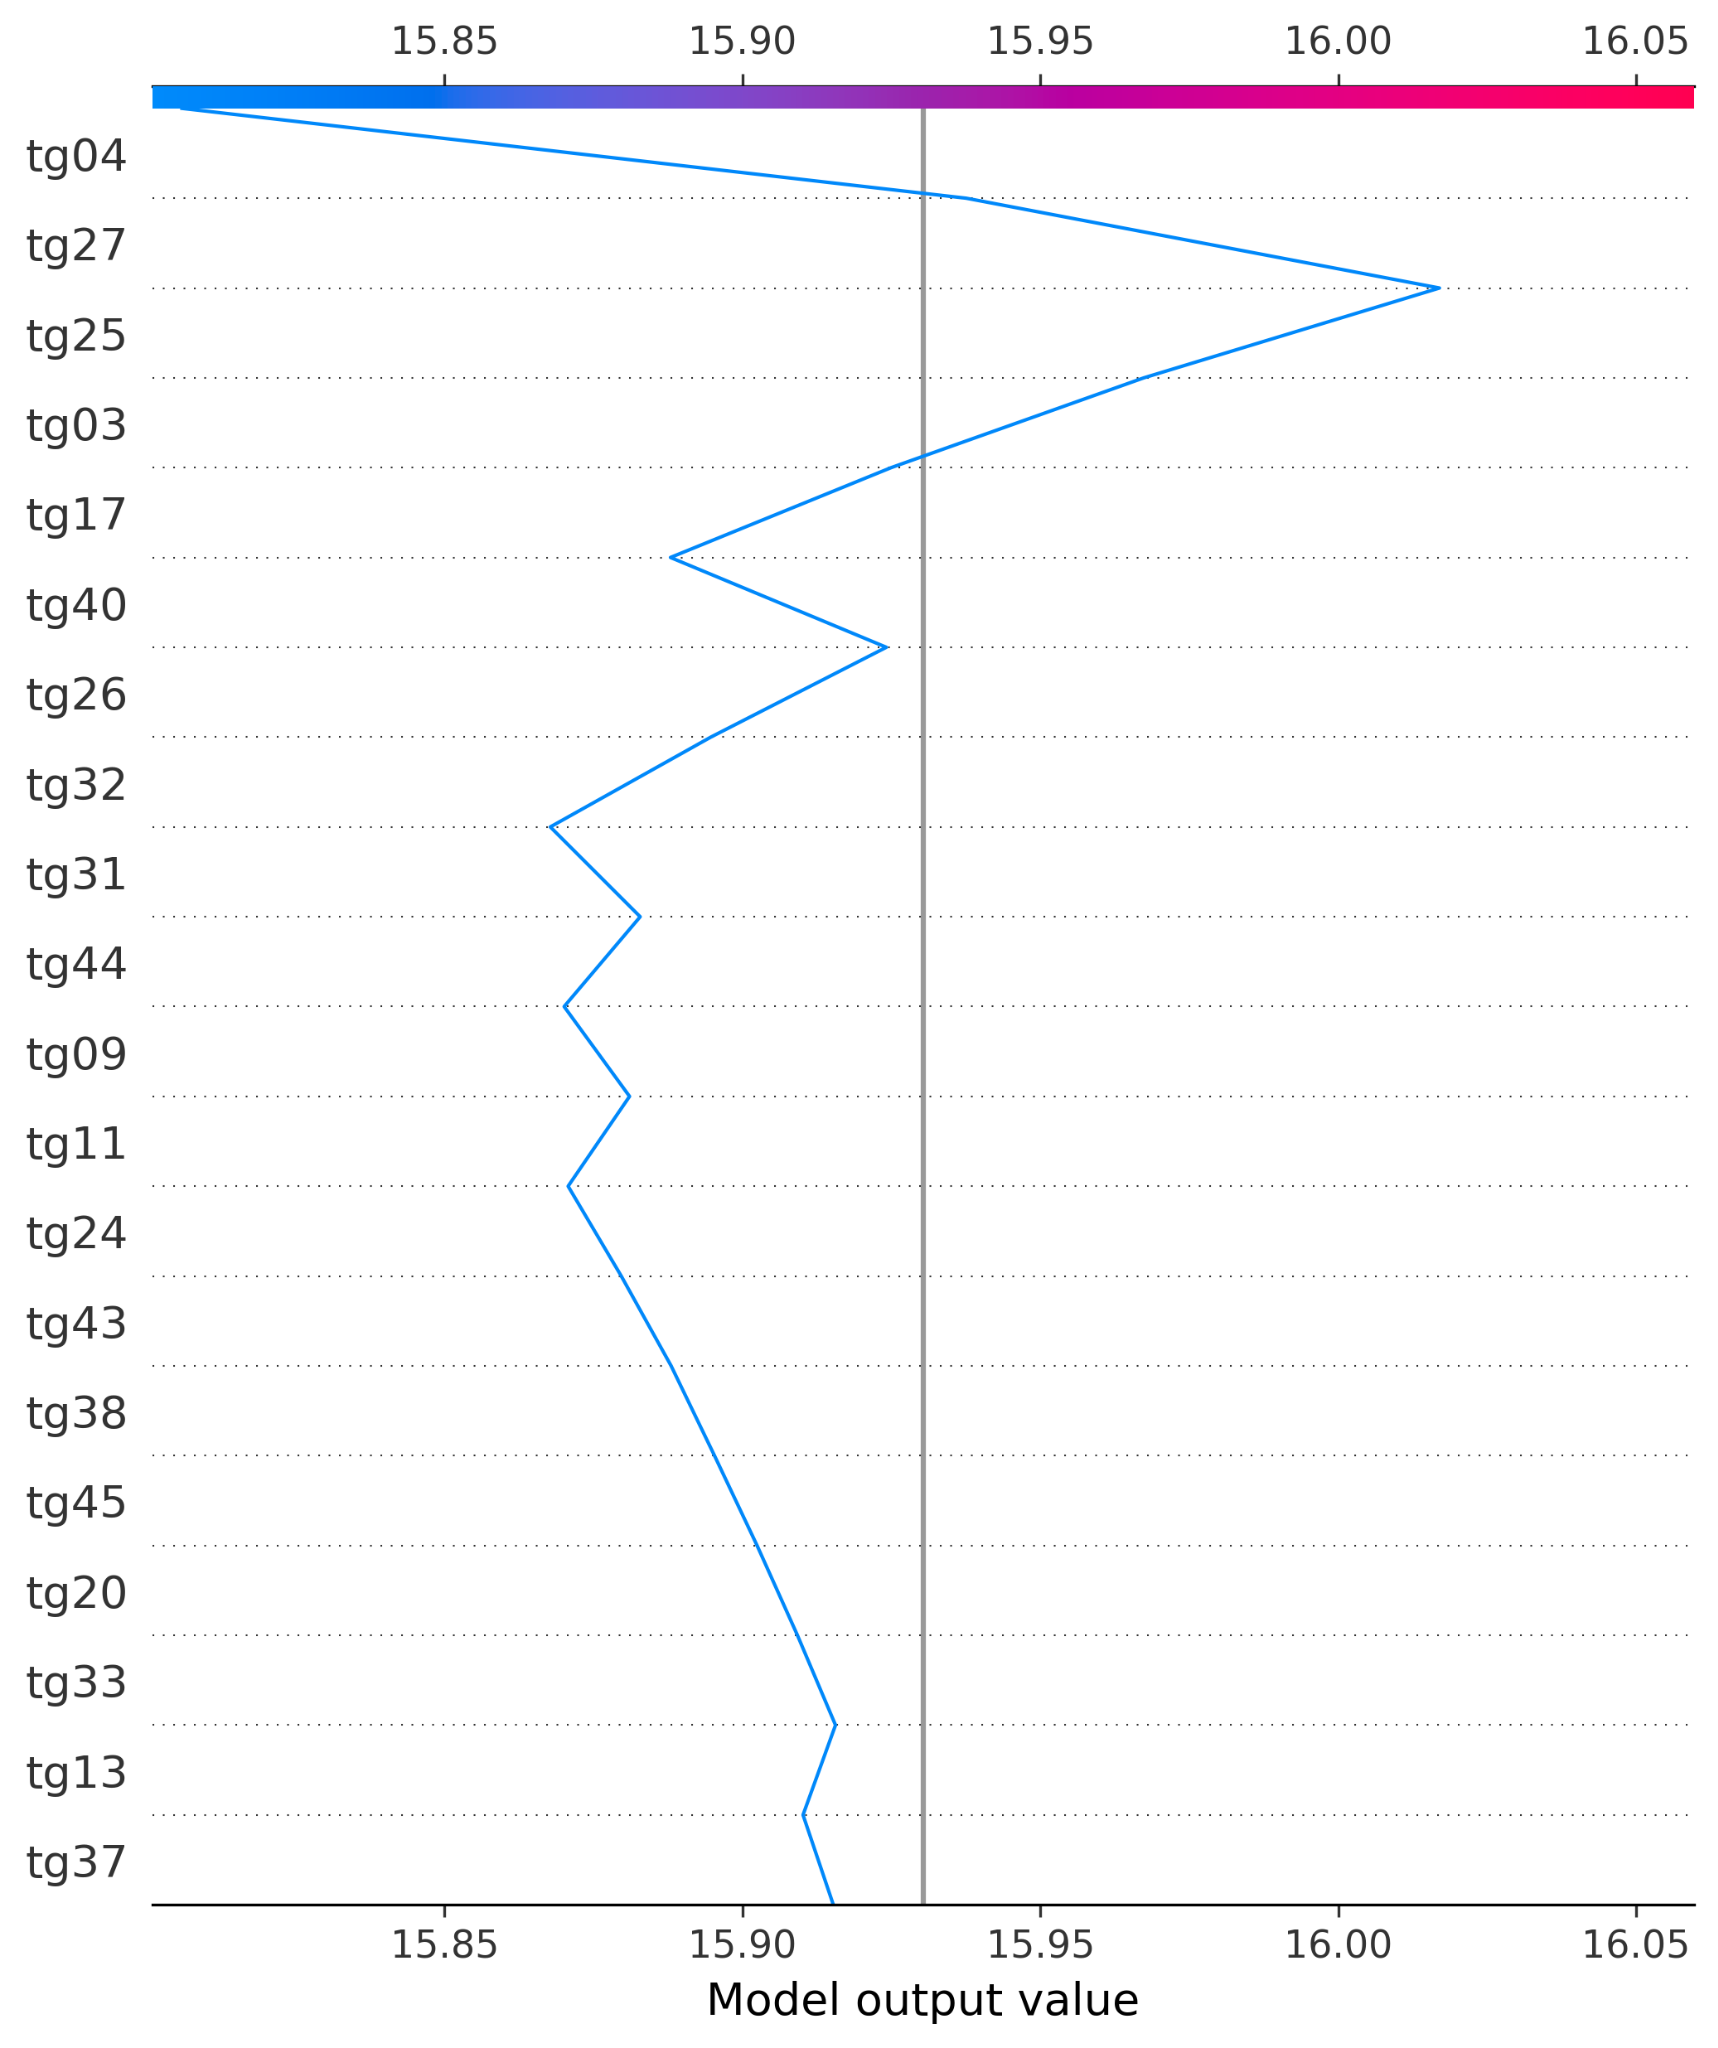 15.85 15.90 15.95 16.00 16.05
tg04
tg27
tg25
tg03
tg17
tg40
tg26
tg32
tg31
tg44
tg09
tg11
tg24
tg43
tg38
tg45
tg20
tg33
tg13
tg37
15.85 15.90 15.95 16.00 16.05
Model output value